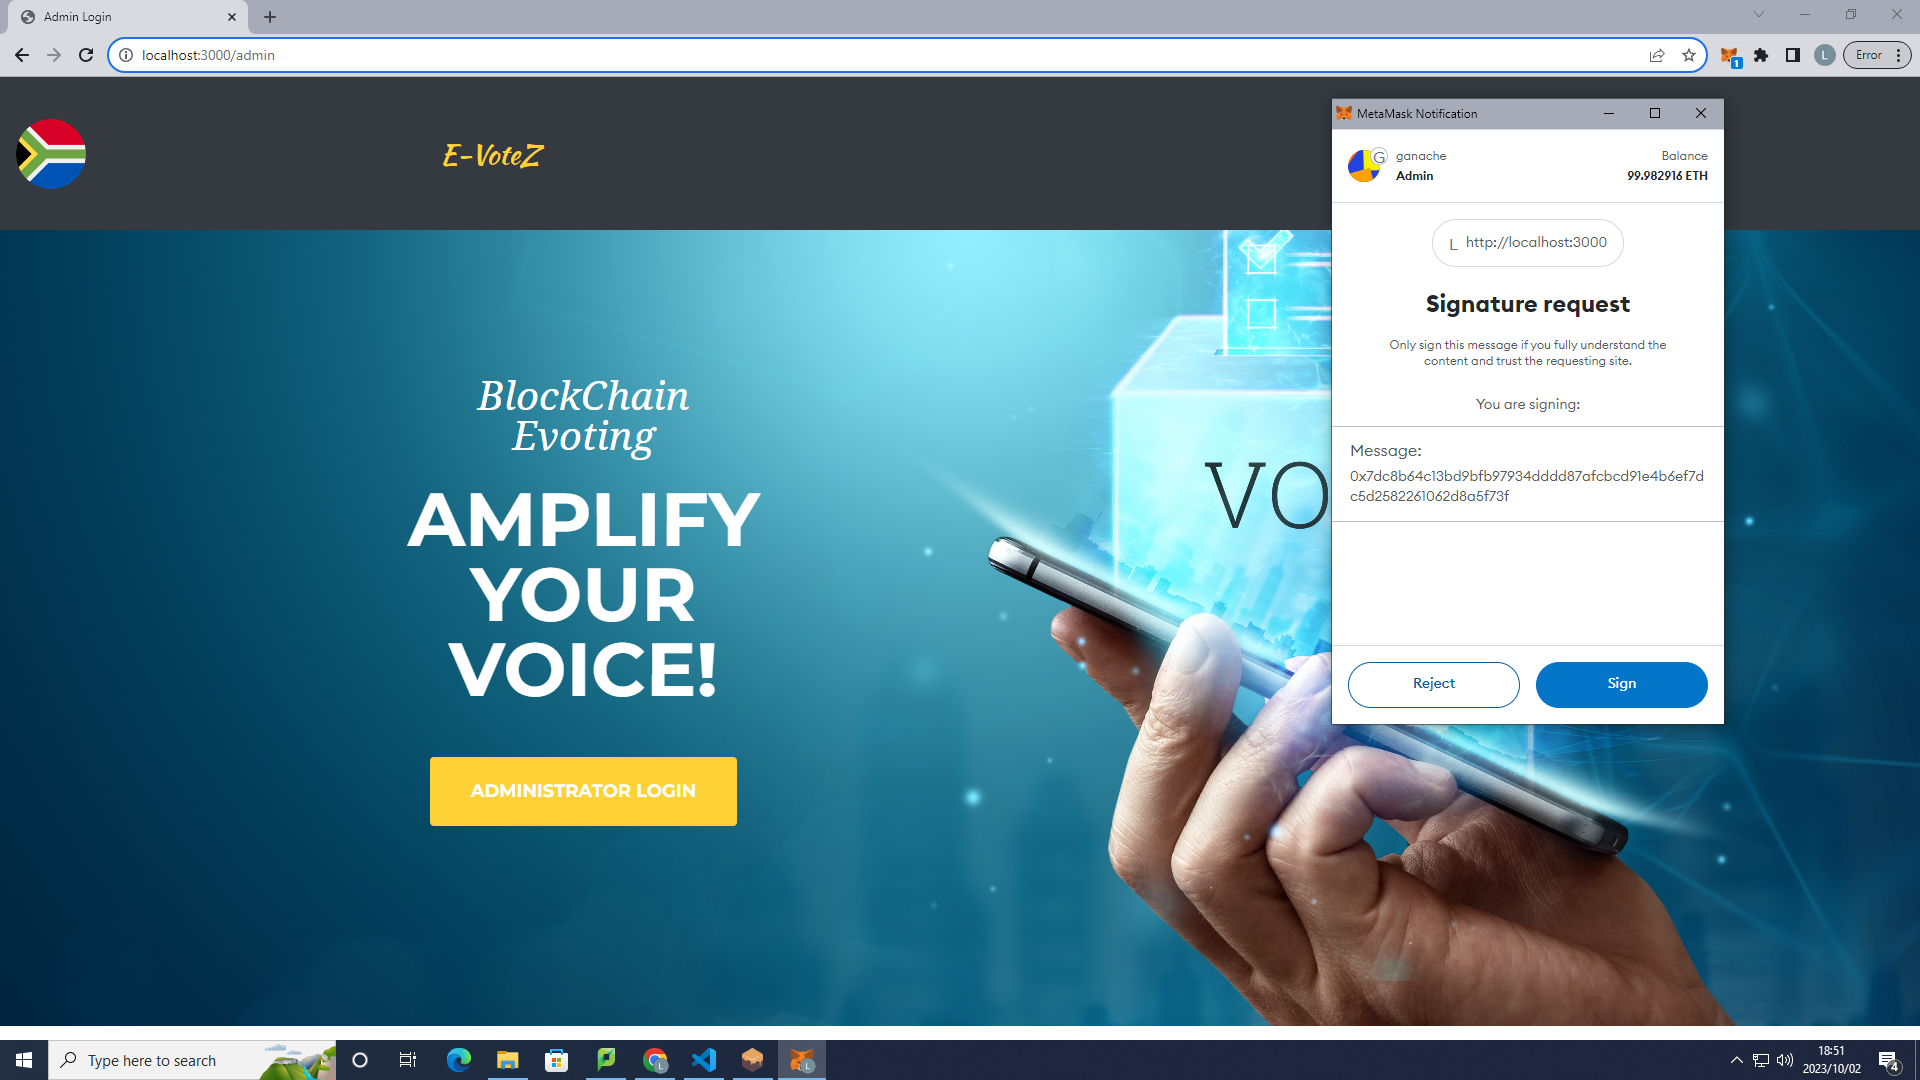 Admin Login
localhost:3000/admin
1
L
Error
E-VoteZ
BlockChain
Evoting
AMPLIFY
YOUR
VOICE!
ADMINISTRATOR LOGIN
VO
MetaMask Notification
G
ganache
Balance
Admin
99.982916 ETH
L http://localhost:3000
Signature request
Only sign this message if you fully understand the
content and trust the requesting site.
You are signing:
Message:
0x7dc8b64c13bd9bfb97934dddd87afcbcd91e4b6ef7d
c5d2582261062d8a5f73f
Reject
Sign
Type here to search
L
L
18:51
2023/10/02
4